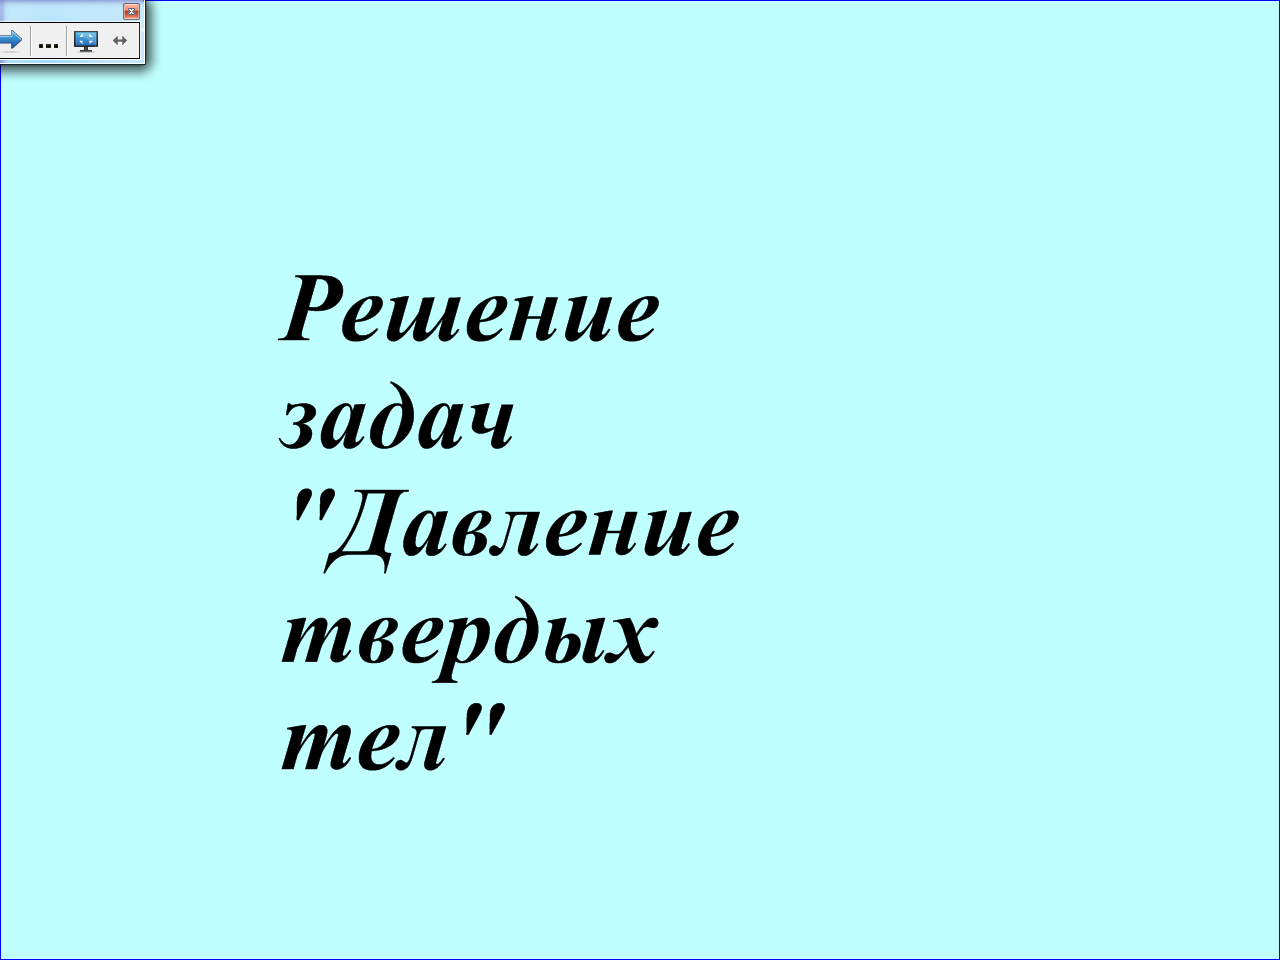 Решение
задач
"Давление
твердых
тел"